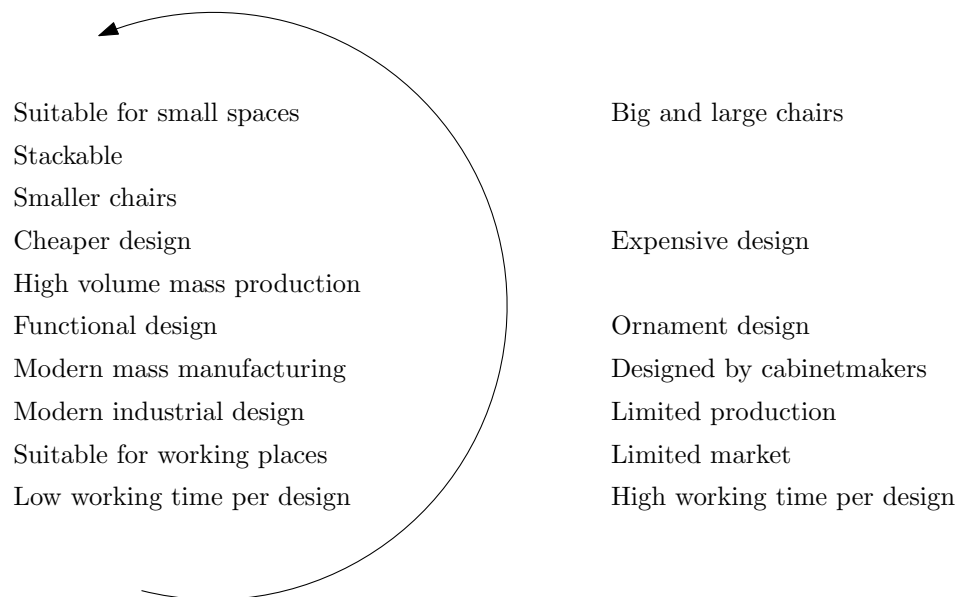 Suitable for small spaces
Big and large chairs
Stackable
Smaller chairs
Cheaper design
Expensive design
High volume mass production
Functional design
Ornament design
Modern mass manufacturing
Designed by cabinetmakers
Modern industrial design
Limited production
Suitable for working places
Limited market
Low working time per design
High working time per design